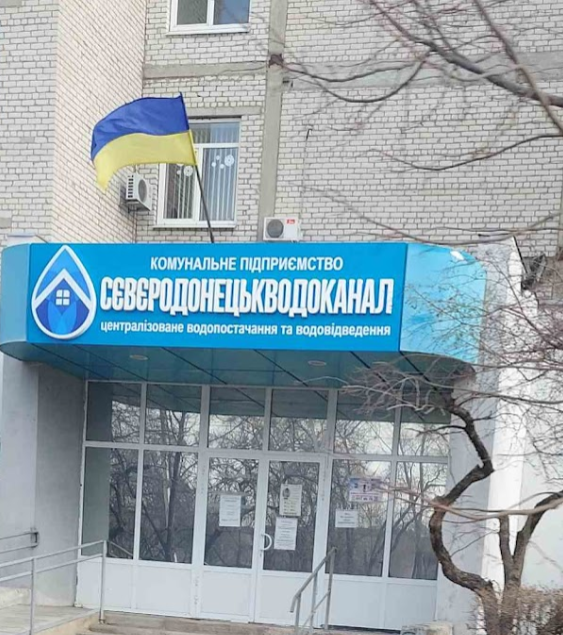 КОМУНАЛЬНЕ ПІДПРИЄМСТВО
СЄВЄРОДОНЕЦЬКВОДОКАНАЛ
централізоване водопостачання та водовідведення